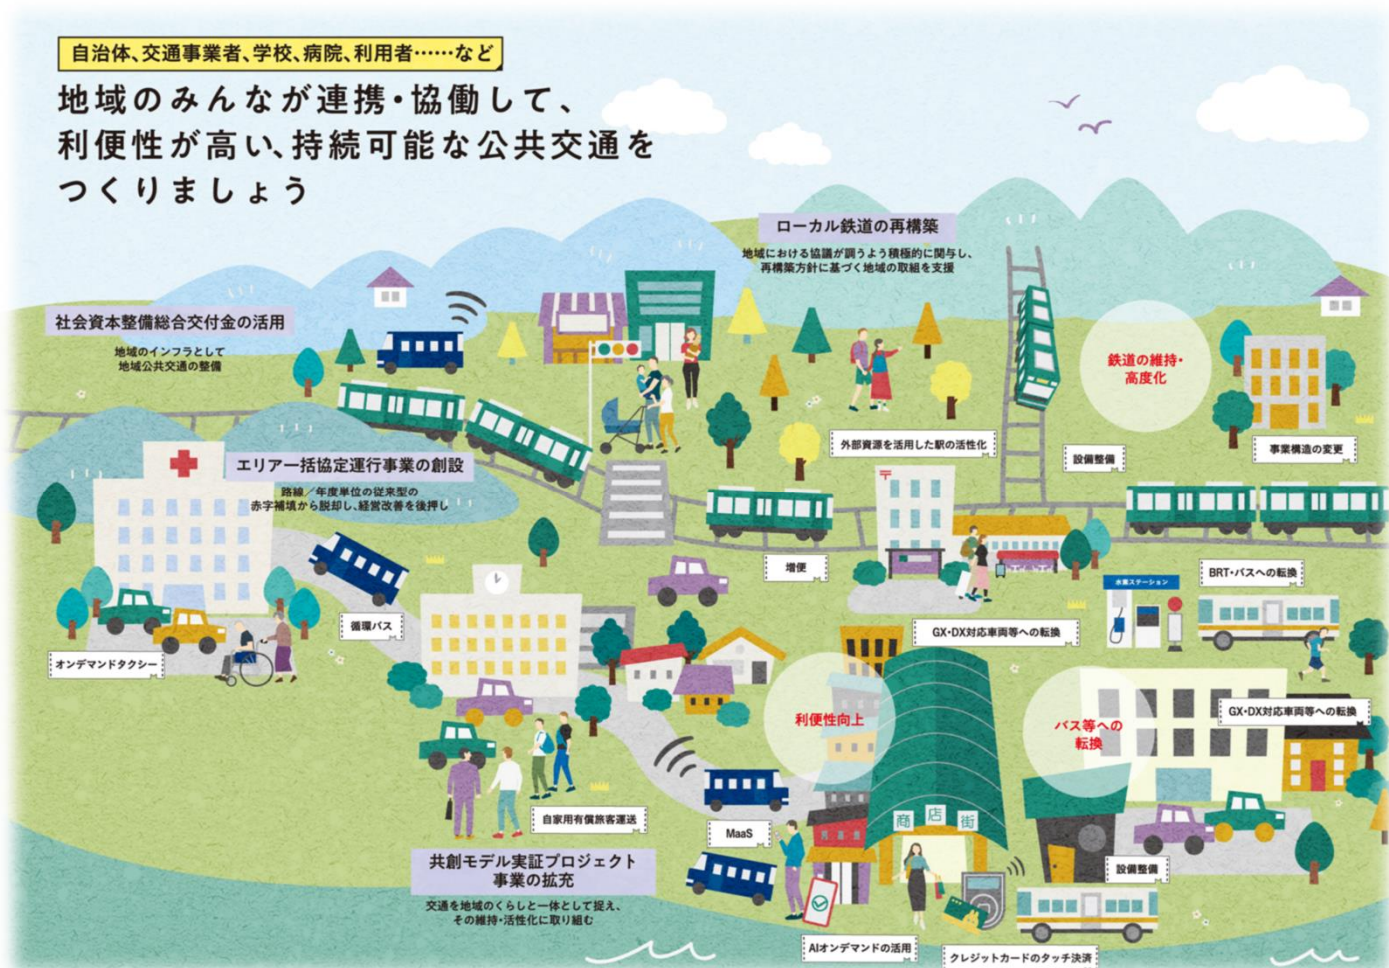 自治体、交通事業者、学校、病院、利用者……など
地域のみんなが連携・協働して、
利便性が高い、持続可能な公共交通を
つくりましょう
ローカル鉄道の再構築
地域における協議が調うよう積極的に関与し、
再構築方針に基づく地域の取組を支援
社会資本整備総合交付金の活用
地域のインフラとして
地域公共交通の整備
鉄道の維持・
高度化
外部資源を活用した駅の活性化
設備整備
事業構造の変更
エリア一括協定運行事業の創設
路線／年度単位の従来型の
赤字補填から脱却し、経営改善を後押し
増便
BRT・バスへの転換
水素ステーション
循環バス
GX・DX対応車両等への転換
オンデマンドタクシー
利便性向上
バス等への
転換
GX・DX対応車両等への転換
自家用有償旅客運送
MaaS
商店街
共創モデル実証プロジェクト
事業の拡充
交通を地域のくらしと一体として捉え、
その維持・活性化に取り組む
設備整備
AIオンデマンドの活用
クレジットカードのタッチ決済